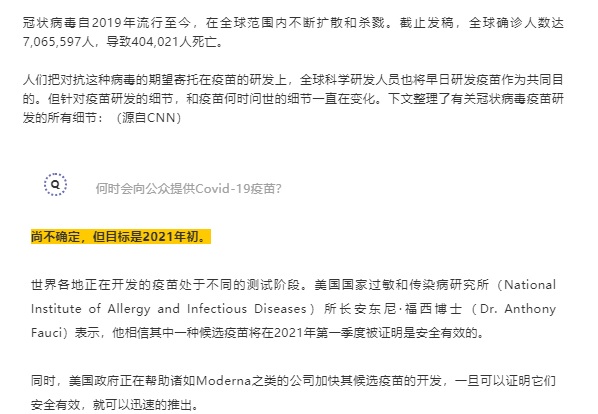 冠状病毒自2019年流行至今，在全球范围内不断扩散和杀戮。截止发稿，全球确诊人数达
7,065,597人，导致404,021人死亡。
人们把对抗这种病毒的期望寄托在疫苗的研发上，全球科学研发人员也将早日研发疫苗作为共同目
的。但针对疫苗研发的细节，和疫苗何时问世的细节一直在变化。下文整理了有关冠状病毒疫苗研
发的所有细节：（源自CNN）
Q 何时会向公众提供Covid-19疫苗?
尚不确定，但目标是2021年初。
世界各地正在开发的疫苗处于不同的测试阶段。美国国家过敏和传染病研究所（National
Institute of Allergy and Infectious Diseases）所长安东尼·福西博士（Dr. Anthony
Fauci）表示，他相信其中一种候选疫苗将在2021年第一季度被证明是安全有效的。
同时，美国政府正在帮助诸如Moderna之类的公司加快其候选疫苗的开发，一旦可以证明它们
安全有效，就可以迅速的推出。